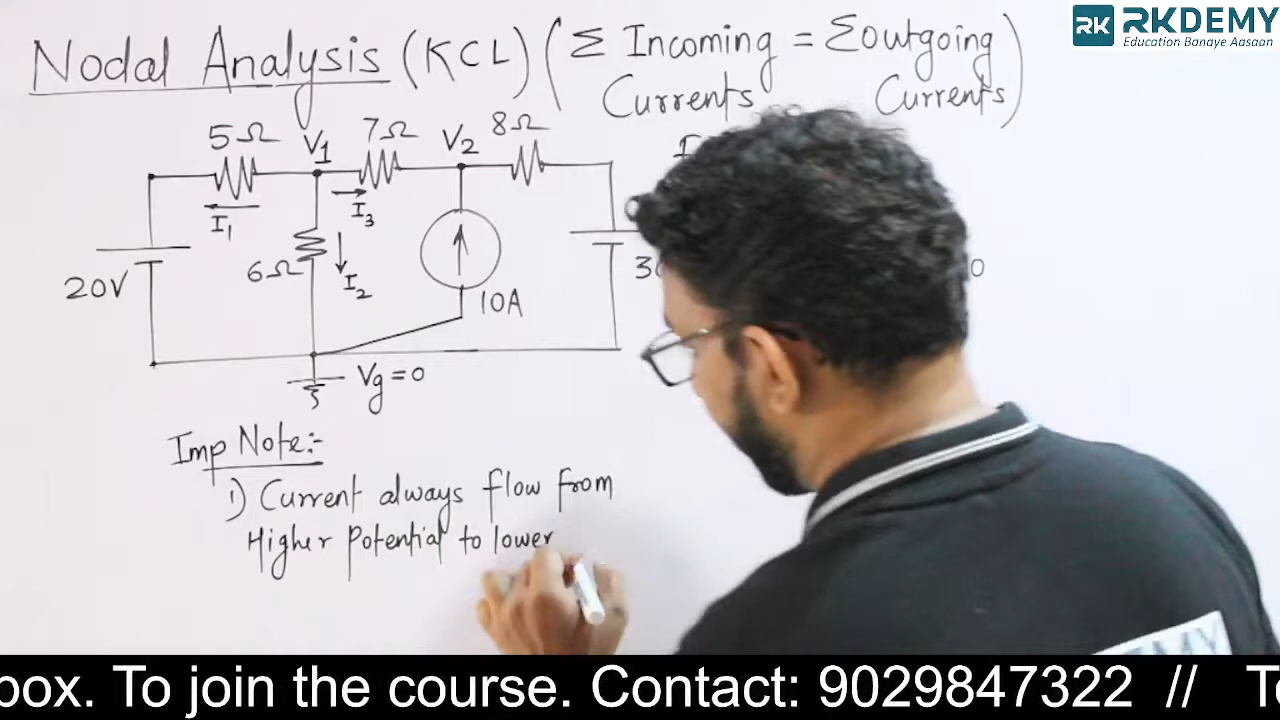 RK RKDEMY
Education Banaye Aasaan
Nodal Analysis (KCL) ( Σ Incoming = Σ outgoing
Currents Currents )
5Ω V1 7Ω V2 8Ω
I1 I3
20V 6Ω I2 10A
Vg = 0
Imp Note:-
1) Current always flow from
Higher Potential to lower
box. To join the course. Contact: 9029847322 //